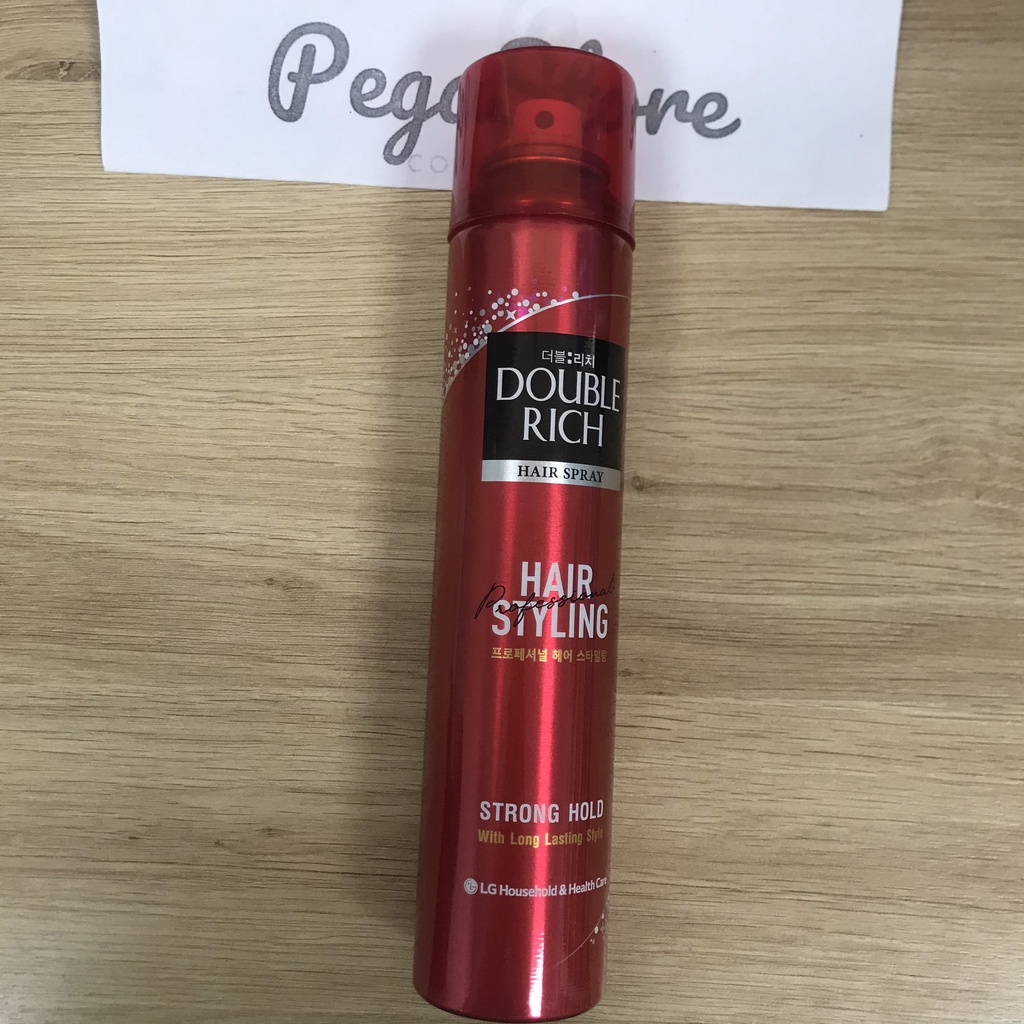 더블:리치
DOUBLE
RICH
HAIR SPRAY
HAIR
Professional
STYLING
프로페셔널 헤어 스타일링
STRONG HOLD
With Long Lasting Style
LG Household & Health Care